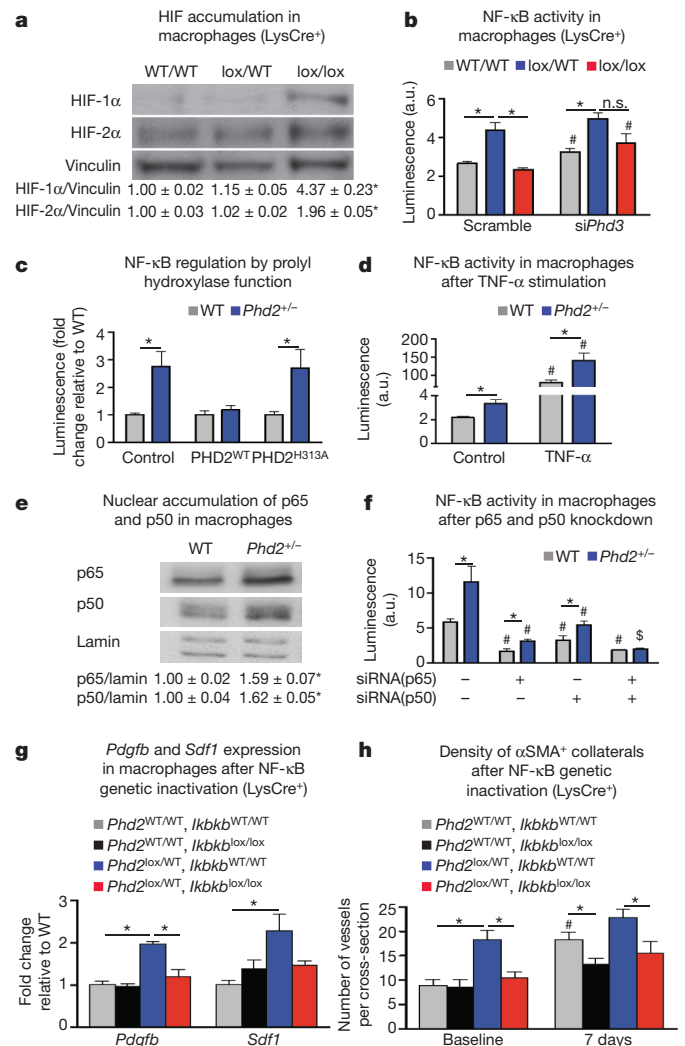 a
HIF accumulation in
macrophages (LysCre⁺)
WT/WT lox/WT lox/lox
HIF-1α
HIF-2α
Vinculin
HIF-1α/Vinculin 1.00 ± 0.02 1.15 ± 0.05 4.37 ± 0.23*
HIF-2α/Vinculin 1.00 ± 0.03 1.02 ± 0.02 1.96 ± 0.05*
b
NF-κB activity in
macrophages (LysCre⁺)
WT/WT lox/WT lox/lox
Luminescence (a.u.)
6
4
2
0
* * * n.s.
# #
Scramble siPhd3
c
NF-κB regulation by prolyl
hydroxylase function
WT Phd2⁺/⁻
Luminescence (fold
change relative to WT)
4
3
2
1
0
* *
Control PHD2ᵂᵀ PHD2ᴴ³¹³ᴬ
d
NF-κB activity in macrophages
after TNF-α stimulation
WT Phd2⁺/⁻
Luminescence
(a.u.)
200
150
100
50
4
2
0
* *
# #
Control TNF-α
e
Nuclear accumulation of p65
and p50 in macrophages
WT Phd2⁺/⁻
p65
p50
Lamin
p65/lamin 1.00 ± 0.02 1.59 ± 0.07*
p50/lamin 1.00 ± 0.04 1.62 ± 0.05*
f
NF-κB activity in macrophages
after p65 and p50 knockdown
WT Phd2⁺/⁻
Luminescence
(a.u.)
15
10
5
0
* * *
# # # # # $
siRNA(p65) – + – +
siRNA(p50) – – + +
g
Pdgfb and Sdf1 expression
in macrophages after NF-κB
genetic inactivation (LysCre⁺)
Phd2ᵂᵀ/ᵂᵀ, Ikbkbᵂᵀ/ᵂᵀ
Phd2ᵂᵀ/ᵂᵀ, Ikbkbˡᵒˣ/ˡᵒˣ
Phd2ˡᵒˣ/ᵂᵀ, Ikbkbᵂᵀ/ᵂᵀ
Phd2ˡᵒˣ/ᵂᵀ, Ikbkbˡᵒˣ/ˡᵒˣ
Fold change
relative to WT
3
2
1
0
* * *
Pdgfb Sdf1
h
Density of αSMA⁺ collaterals
after NF-κB genetic
inactivation (LysCre⁺)
Phd2ᵂᵀ/ᵂᵀ, Ikbkbᵂᵀ/ᵂᵀ
Phd2ᵂᵀ/ᵂᵀ, Ikbkbˡᵒˣ/ˡᵒˣ
Phd2ˡᵒˣ/ᵂᵀ, Ikbkbᵂᵀ/ᵂᵀ
Phd2ˡᵒˣ/ᵂᵀ, Ikbkbˡᵒˣ/ˡᵒˣ
Number of vessels
per cross-section
25
20
15
10
5
0
* * * *
#
Baseline 7 days